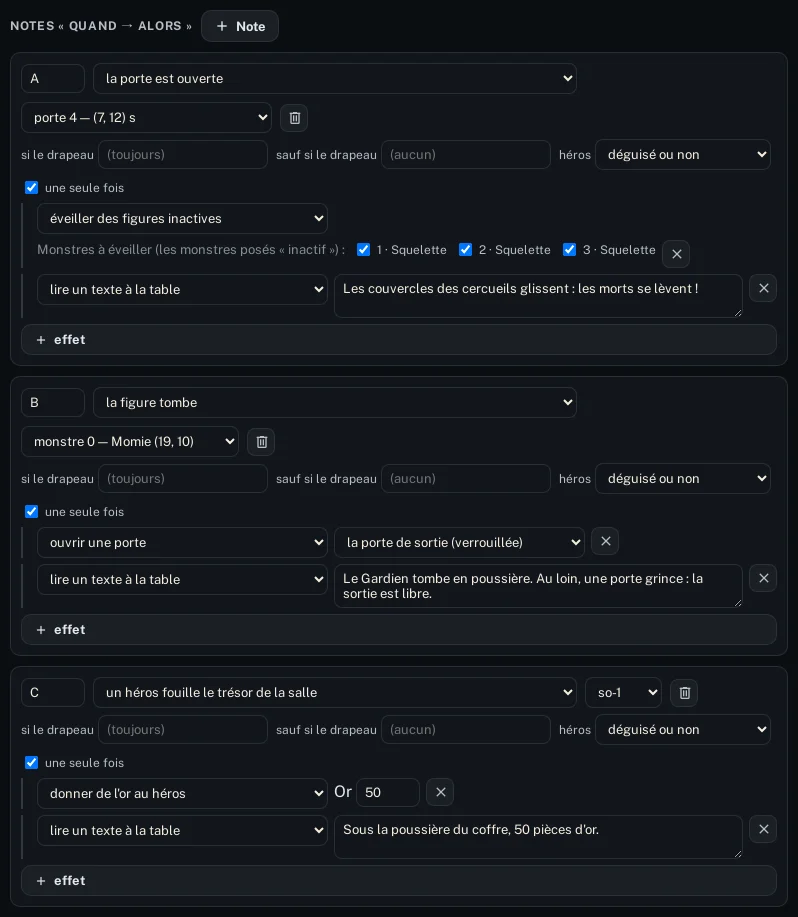 NOTES « QUAND → ALORS » + Note
A la porte est ouverte
porte 4 — (7, 12) s
si le drapeau (toujours) sauf si le drapeau (aucun) héros déguisé ou non
une seule fois
éveiller des figures inactives
Monstres à éveiller (les monstres posés « inactif ») : 1 · Squelette 2 · Squelette 3 · Squelette
lire un texte à la table Les couvercles des cercueils glissent : les morts se lèvent !
+ effet
B la figure tombe
monstre 0 — Momie (19, 10)
si le drapeau (toujours) sauf si le drapeau (aucun) héros déguisé ou non
une seule fois
ouvrir une porte la porte de sortie (verrouillée)
lire un texte à la table Le Gardien tombe en poussière. Au loin, une porte grince : la
sortie est libre.
+ effet
C un héros fouille le trésor de la salle so-1
si le drapeau (toujours) sauf si le drapeau (aucun) héros déguisé ou non
une seule fois
donner de l'or au héros Or 50
lire un texte à la table Sous la poussière du coffre, 50 pièces d'or.
+ effet